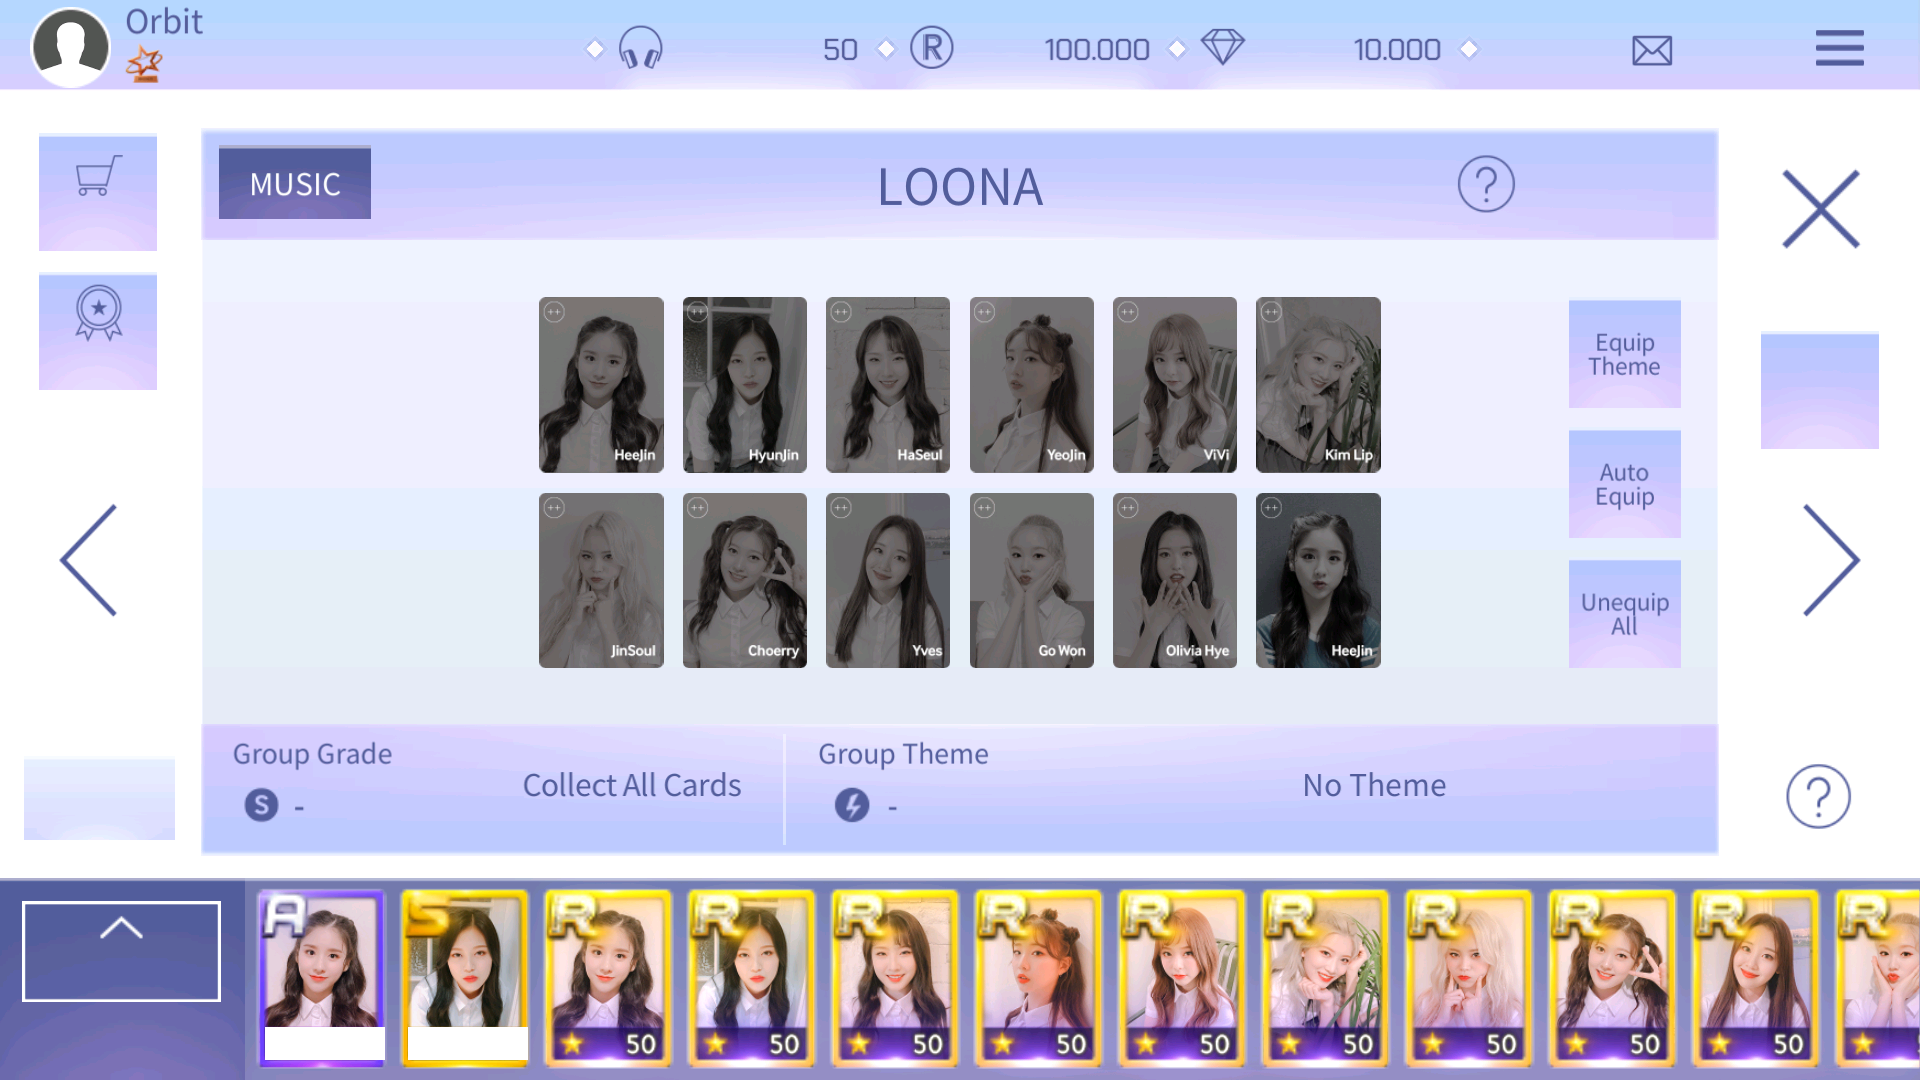 Orbit
50
R
100.000
10.000
MUSIC
LOONA
?
HeeJin
HyunJin
HaSeul
YeoJin
ViVi
Kim Lip
Equip
Theme
Auto
Equip
JinSoul
Choerry
Yves
Go Won
Olivia Hye
HeeJin
Unequip
All
Group Grade
S -
Collect All Cards
Group Theme
-
No Theme
?
A
S
R
50
R
50
R
50
R
50
R
50
R
50
R
50
R
50
R
50
R